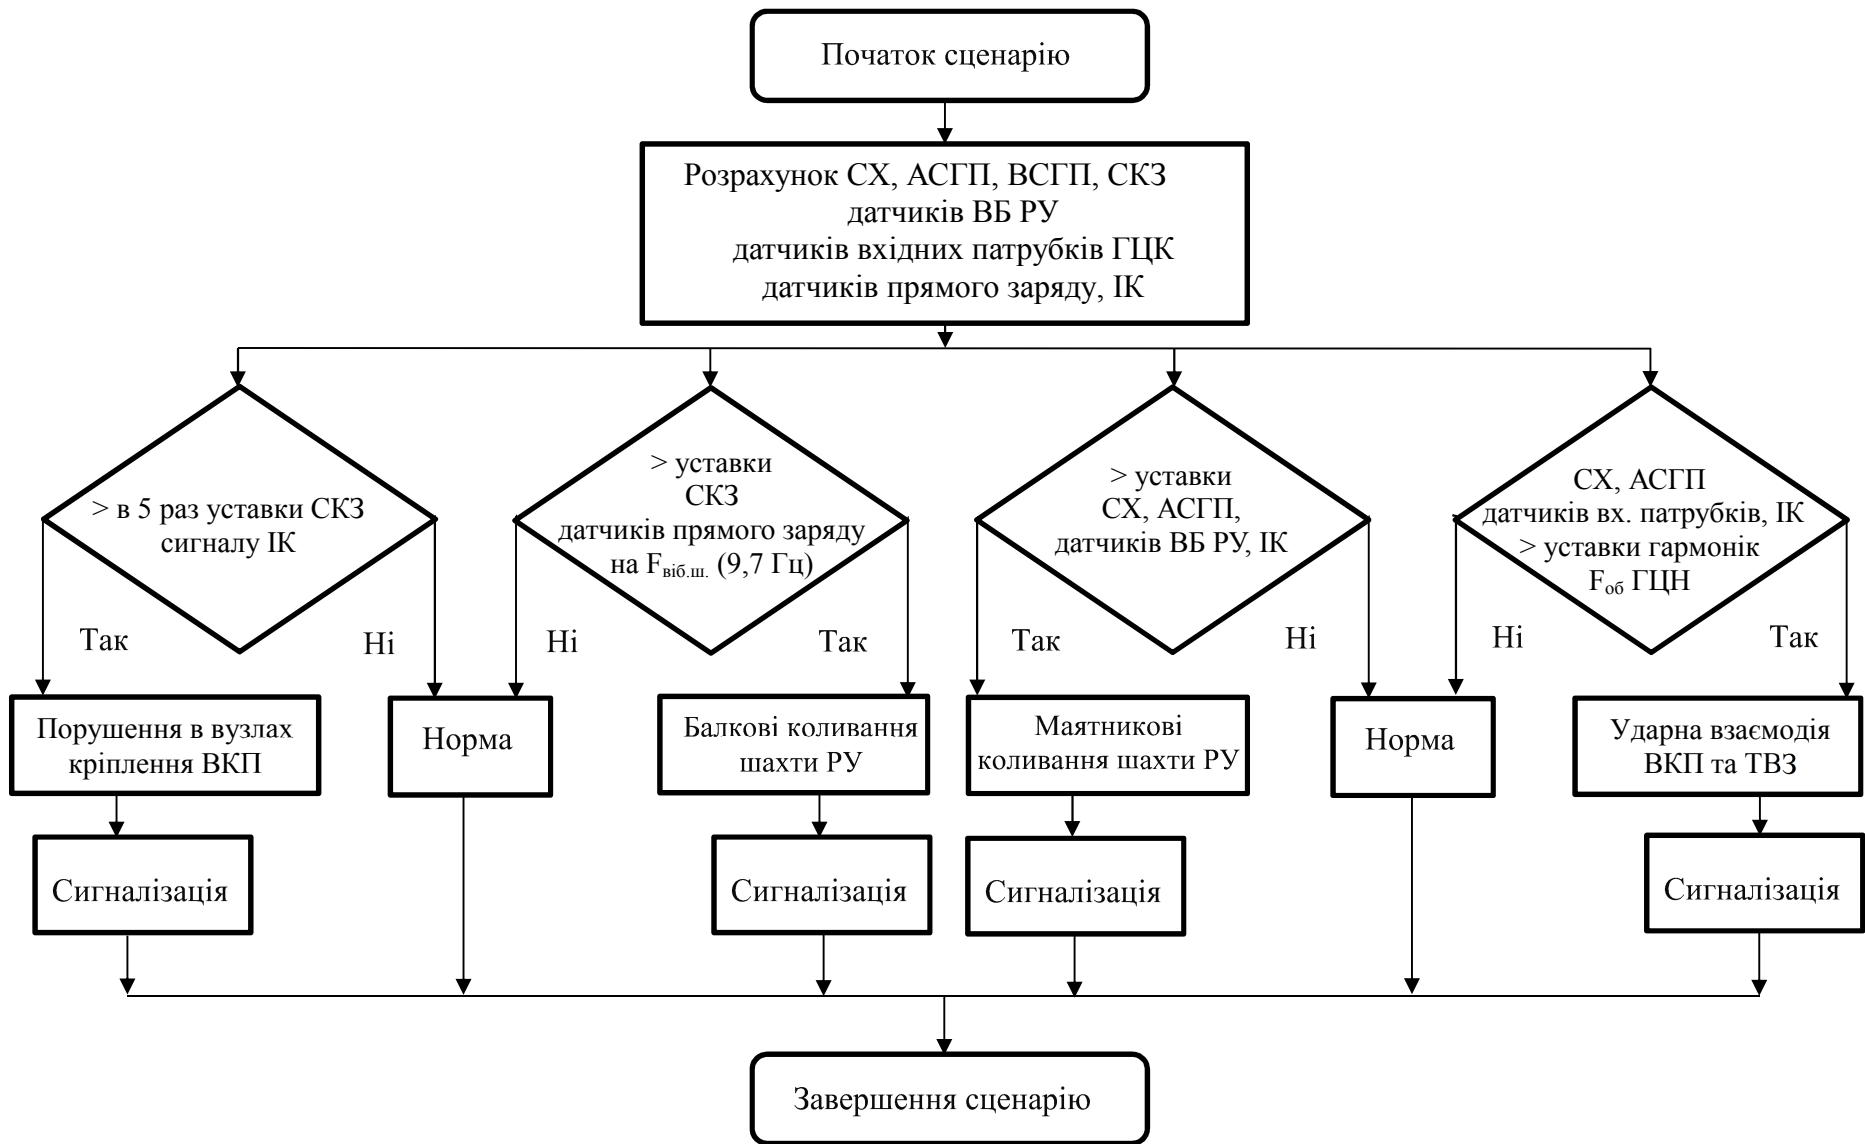 Початок сценарію
Розрахунок СХ, АСГП, ВСГП, СКЗ
датчиків ВБ РУ
датчиків вхідних патрубків ГЦК
датчиків прямого заряду, ІК
> в 5 раз уставки СКЗ
сигналу ІК
> уставки
СКЗ
датчиків прямого заряду
на Fвіб.ш. (9,7 Гц)
> уставки
СХ, АСГП,
датчиків ВБ РУ, ІК
СХ, АСГП
датчиків вх. патрубків, ІК
> уставки гармонік
Fоб ГЦН
Так
Ні
Ні
Так
Так
Ні
Ні
Так
Порушення в вузлах
кріплення ВКП
Норма
Балкові коливання
шахти РУ
Маятникові
коливання шахти РУ
Норма
Ударна взаємодія
ВКП та ТВЗ
Сигналізація
Сигналізація
Сигналізація
Сигналізація
Завершення сценарію